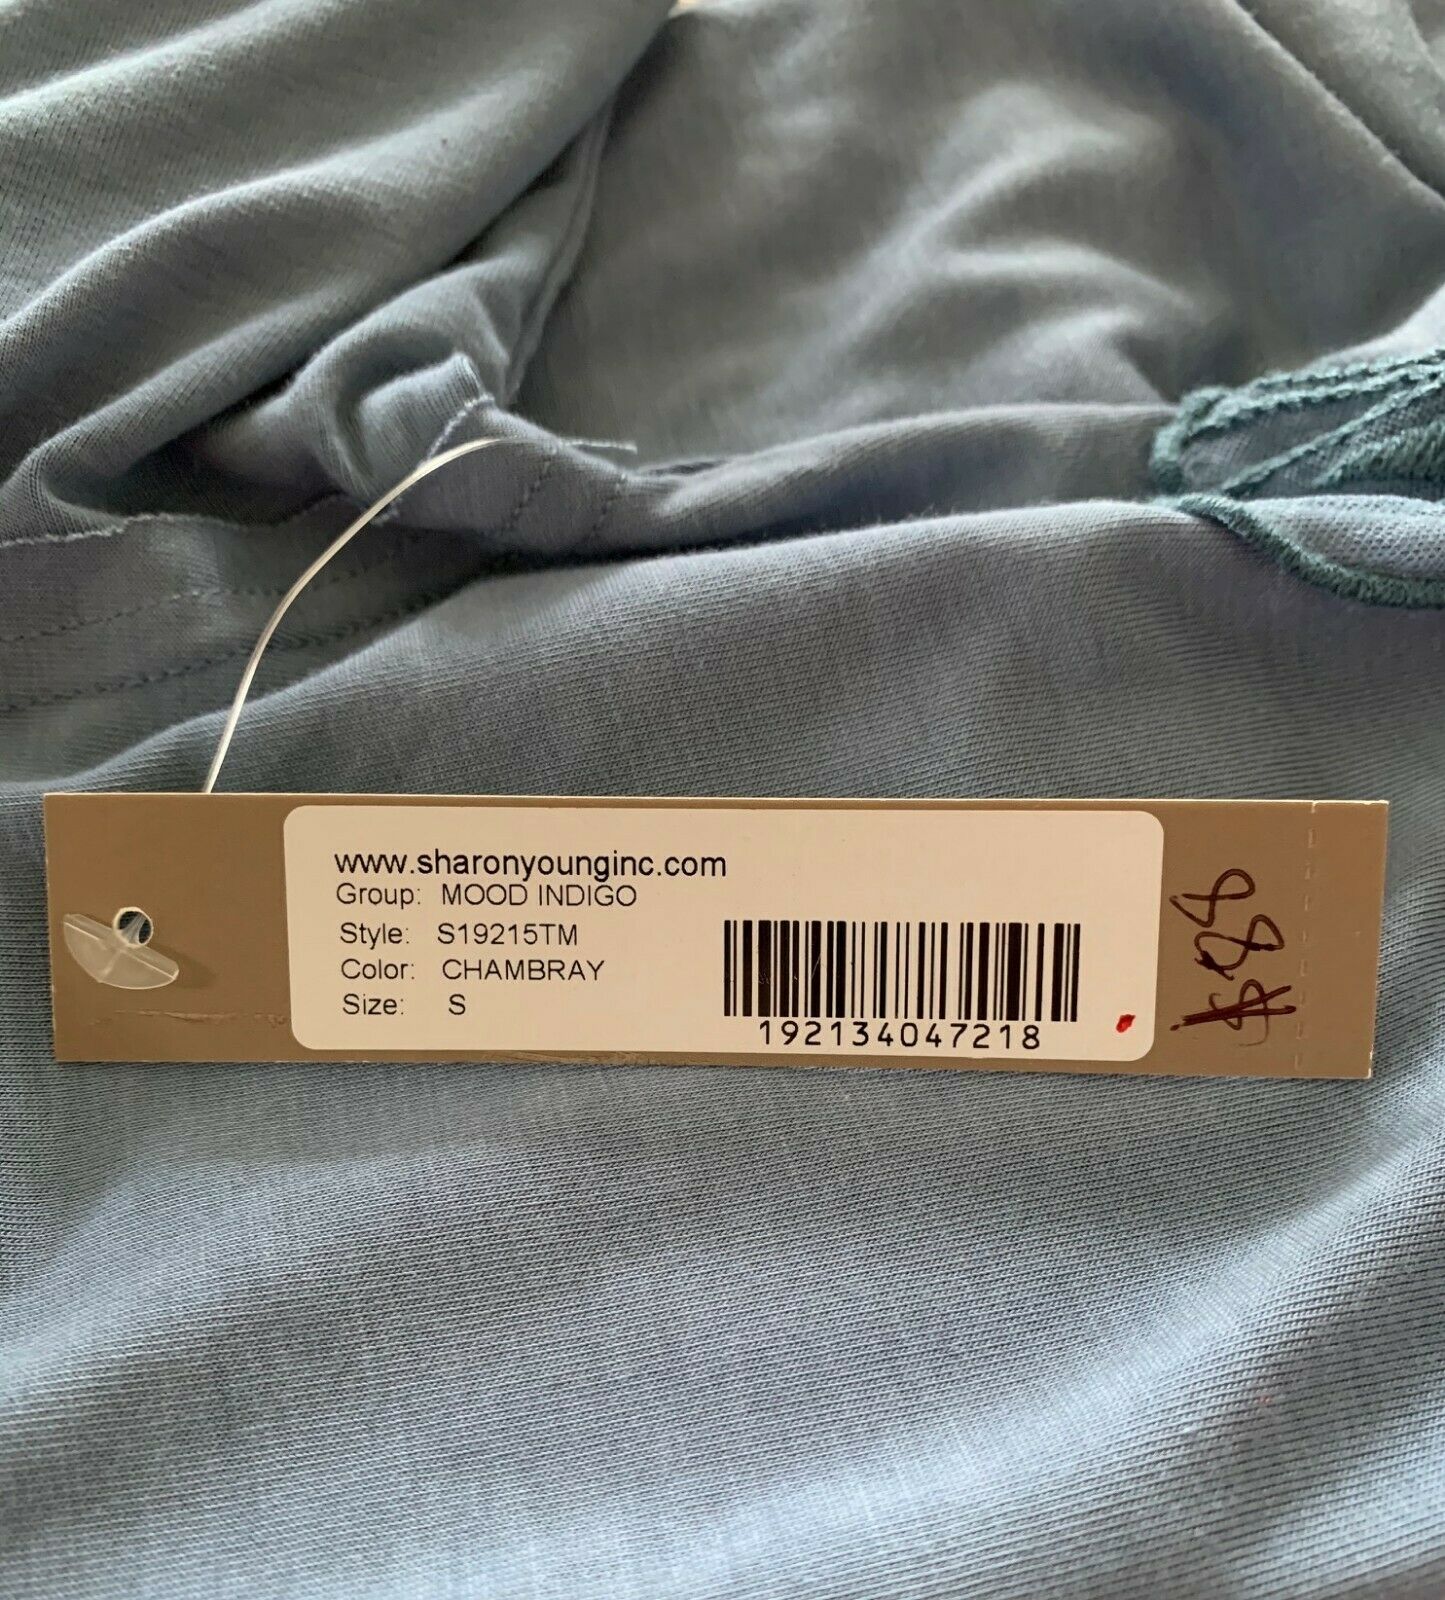 www.sharonyounginc.com
Group: MOOD INDIGO
Style: S19215TM
Color: CHAMBRAY
Size: S
192134047218
$88